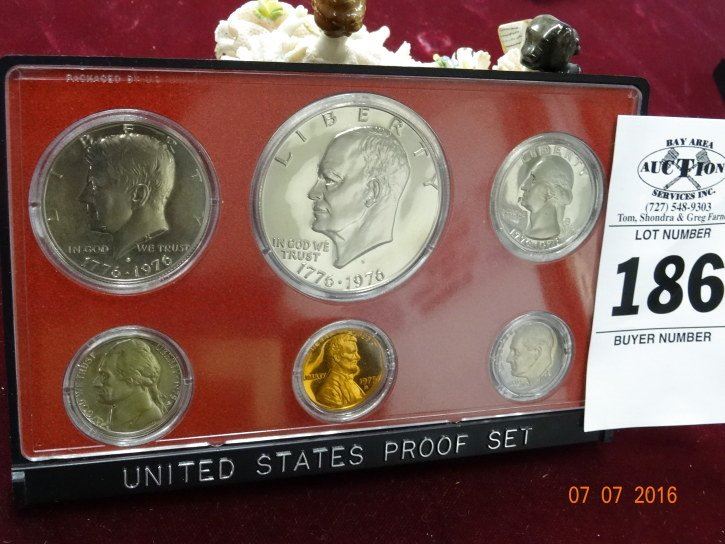 PACKAGED BY U.S.
LIBERTY
IN GOD WE TRUST
1776 · 1976
LIBERTY
IN GOD WE
TRUST
1776 · 1976
LIBERTY
LIBERTY
UNITED STATES PROOF SET
BAY AREA
AUCTION
SERVICES INC.
(727) 548-9303
Tom, Shondra & Greg Farn
LOT NUMBER
186
BUYER NUMBER
07 07 2016